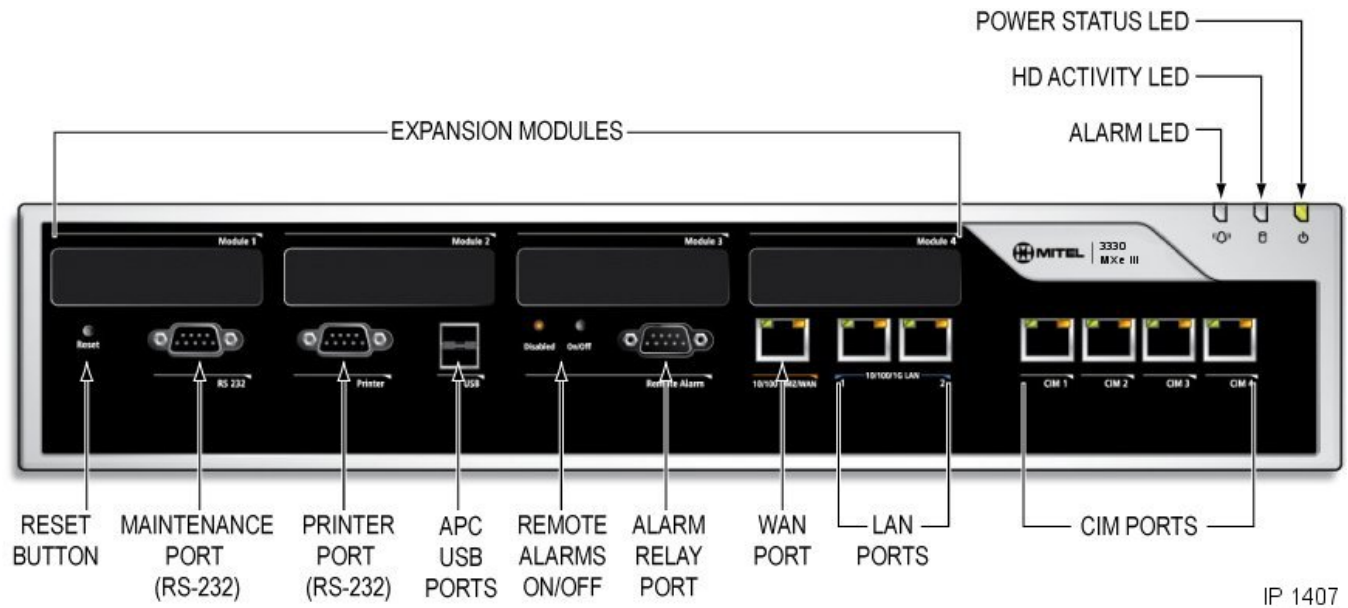 POWER STATUS LED
HD ACTIVITY LED
ALARM LED
EXPANSION MODULES
Module 1
Module 2
Module 3
Module 4
MITEL
3330
MXe III
Reset
RS 232
Printer
USB
Disabled
On/Off
Remote Alarm
10/100 /WAN
10/100/1G LAN
1
2
CIM 1
CIM 2
CIM 3
CIM 4
RESET
BUTTON
MAINTENANCE
PORT
(RS-232)
PRINTER
PORT
(RS-232)
APC
USB
PORTS
REMOTE
ALARMS
ON/OFF
ALARM
RELAY
PORT
WAN
PORT
LAN
PORTS
CIM PORTS
IP 1407